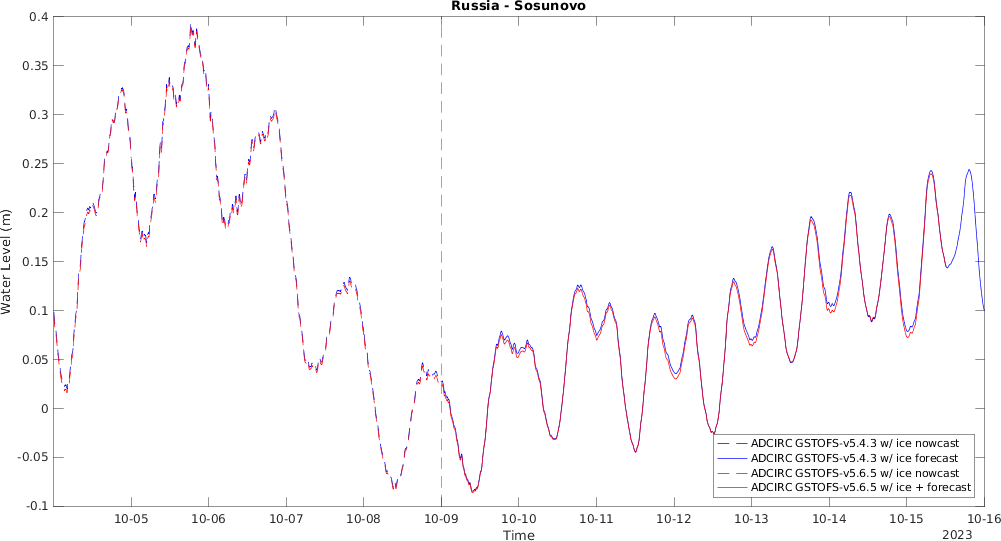 Russia - Sosunovo
0.4
0.35
0.3
0.25
0.2
0.15
0.1
0.05
0
-0.05
-0.1
Water Level (m)
ADCIRC GSTOFS-v5.4.3 w/ ice nowcast
ADCIRC GSTOFS-v5.4.3 w/ ice forecast
ADCIRC GSTOFS-v5.6.5 w/ ice nowcast
ADCIRC GSTOFS-v5.6.5 w/ ice + forecast
10-05 10-06 10-07 10-08 10-09 10-10 10-11 10-12 10-13 10-14 10-15 10-16
Time
2023